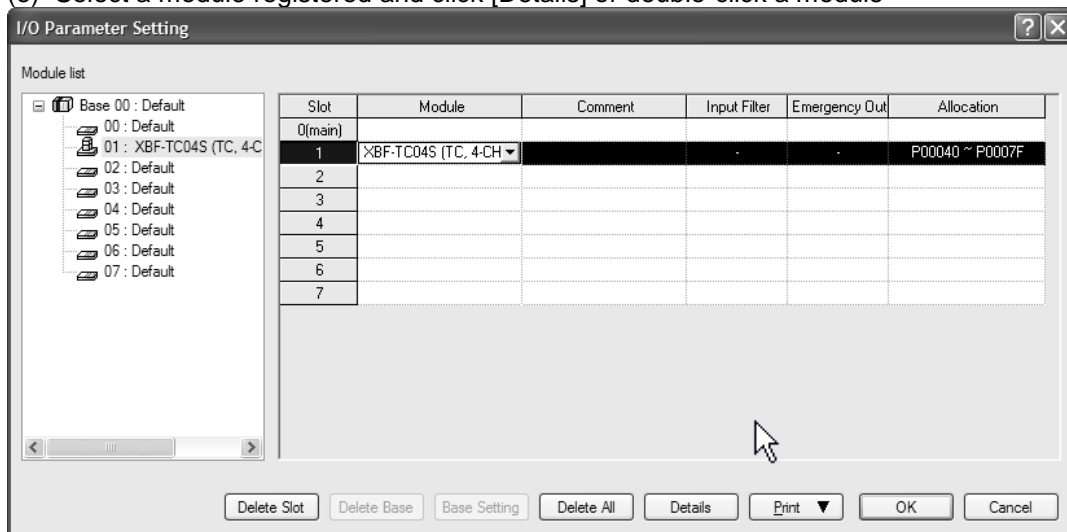 (3) Select a module registered and click [Details] or double-click a module
I/O Parameter Setting
Module list
Base 00 : Default
00 : Default
01 : XBF-TC04S (TC, 4-C
02 : Default
03 : Default
04 : Default
05 : Default
06 : Default
07 : Default
Slot Module Comment Input Filter Emergency Out Allocation
0(main)
1 XBF-TC04S (TC, 4-CH - - P00040 ~ P0007F
2
3
4
5
6
7
Delete Slot Delete Base Base Setting Delete All Details Print ▼ OK Cancel